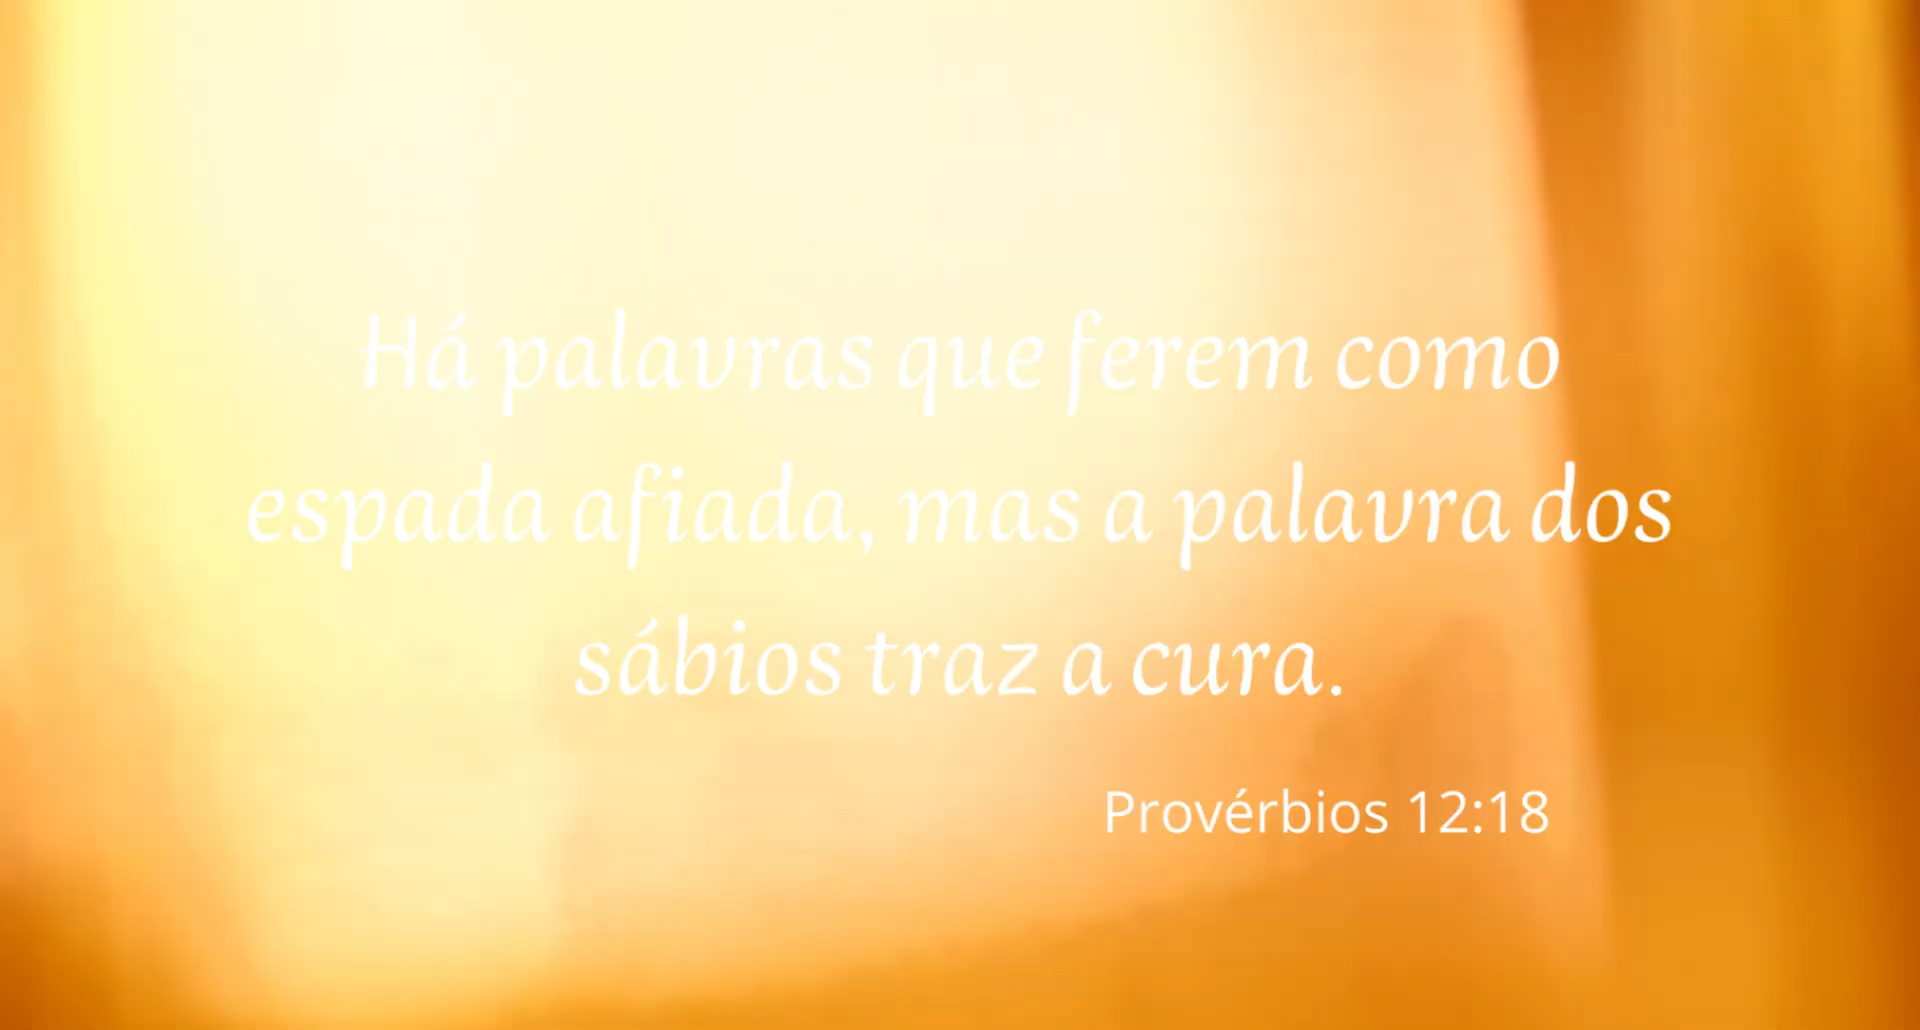 Há palavras que ferem como
espada afiada, mas a palavra dos
sábios traz a cura.
Provérbios 12:18